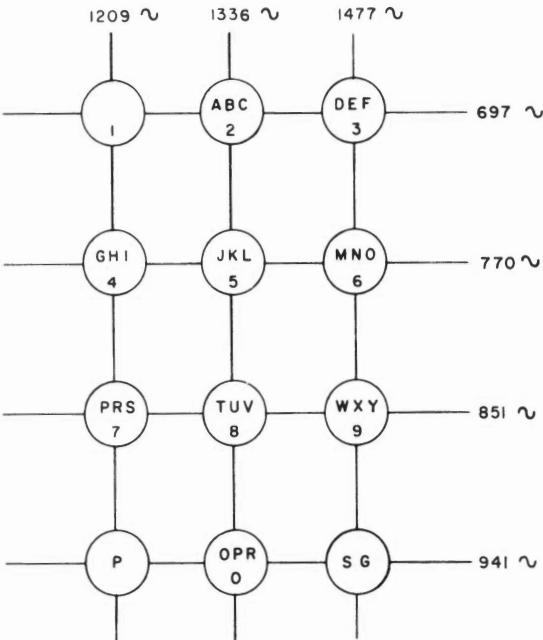 1209 ∿ 1336 ∿ 1477 ∿
ABC DEF
1 2 3 697 ∿
GHI JKL MNO
4 5 6 770 ∿
PRS TUV WXY
7 8 9 851 ∿
P OPR SG 941 ∿
0